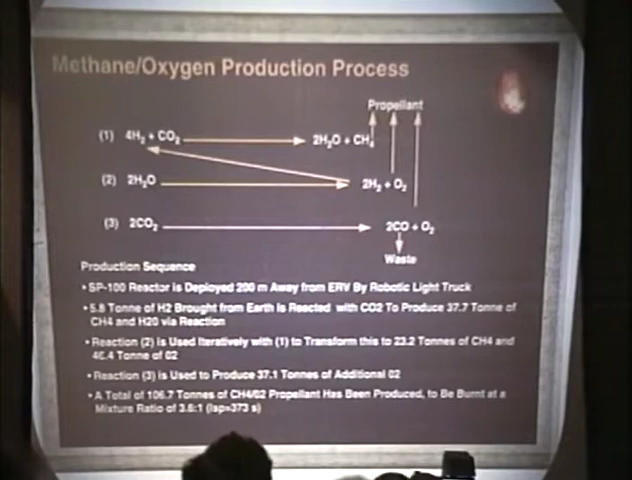 Methane/Oxygen Production Process
Propellant
(1) 4H₂ + CO₂ 2H₂O + CH₄
(2) 2H₂O 2H₂ + O₂
(3) 2CO₂ 2CO + O₂
Waste
Production Sequence
• SP-100 Reactor is Deployed 200 m Away from ERV By Robotic Light Truck
• 5.8 Tonne of H2 Brought from Earth is Reacted with CO2 To Produce 37.7 Tonne of
CH4 and H20 via Reaction
• Reaction (2) is Used Iteratively with (1) to Transform this to 23.2 Tonnes of CH4 and
46.4 Tonne of 02
• Reaction (3) is Used to Produce 37.1 Tonnes of Additional 02
• A Total of 106.7 Tonnes of CH4/02 Propellant Has Been Produced, to Be Burnt at a
Mixture Ratio of 3.6:1 (Isp=373 s)